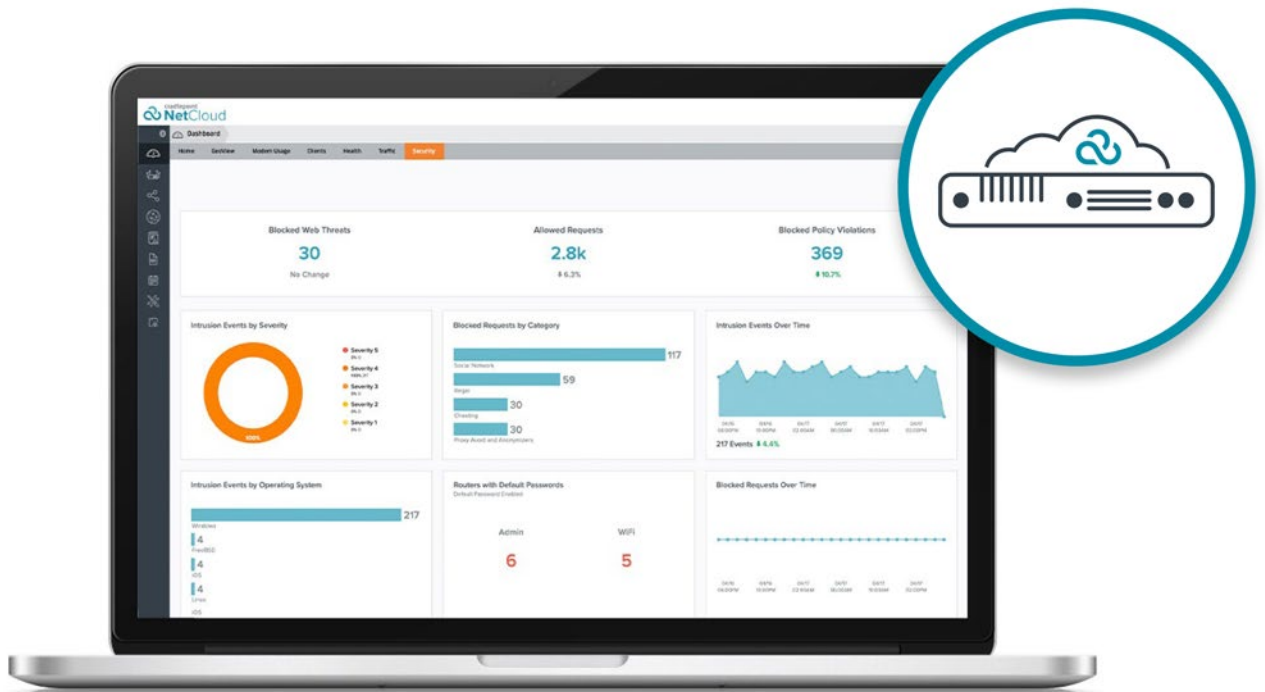 cradlepoint
NetCloud
Dashboard
Home GeoView Modem Usage Clients Health Traffic Security
Blocked Web Threats
30
No Change
Allowed Requests
2.8k
6.3%
Blocked Policy Violations
369
10.7%
Intrusion Events by Severity
Severity 5
Severity 4
Severity 3
Severity 2
Severity 1
100%
Blocked Requests by Category
117
Social Network
59
Illegal
30
Cheating
30
Proxy Avoid and Anonymizers
Intrusion Events Over Time
217 Events 4.4%
Intrusion Events by Operating System
217
Windows
4
FreeBSD
4
iOS
4
Linux
iOS
Routers with Default Passwords
Default Password Enabled
Admin
6
WiFi
5
Blocked Requests Over Time